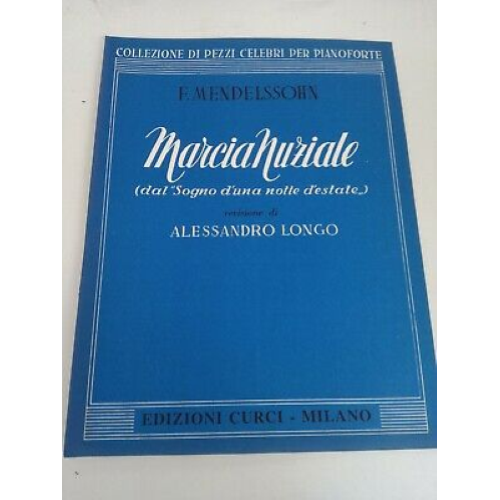 COLLEZIONE DI PEZZI CELEBRI PER PIANOFORTE
F. MENDELSSOHN
Marcia Nuziale
(dal "Sogno d'una notte d'estate„)
revisione di
ALESSANDRO LONGO
EDIZIONI CURCI - MILANO